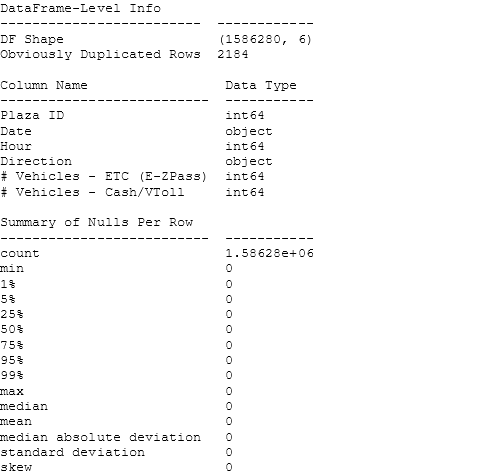 DataFrame-Level Info
------------------------- ------------
DF Shape (1586280, 6)
Obviously Duplicated Rows 2184
Column Name Data Type
-------------------------- -----------
Plaza ID int64
Date object
Hour int64
Direction object
# Vehicles - ETC (E-ZPass) int64
# Vehicles - Cash/VToll int64
Summary of Nulls Per Row
-------------------------- -----------
count 1.58628e+06
min 0
1% 0
5% 0
25% 0
50% 0
75% 0
95% 0
99% 0
max 0
median 0
mean 0
median absolute deviation 0
standard deviation 0
skew 0